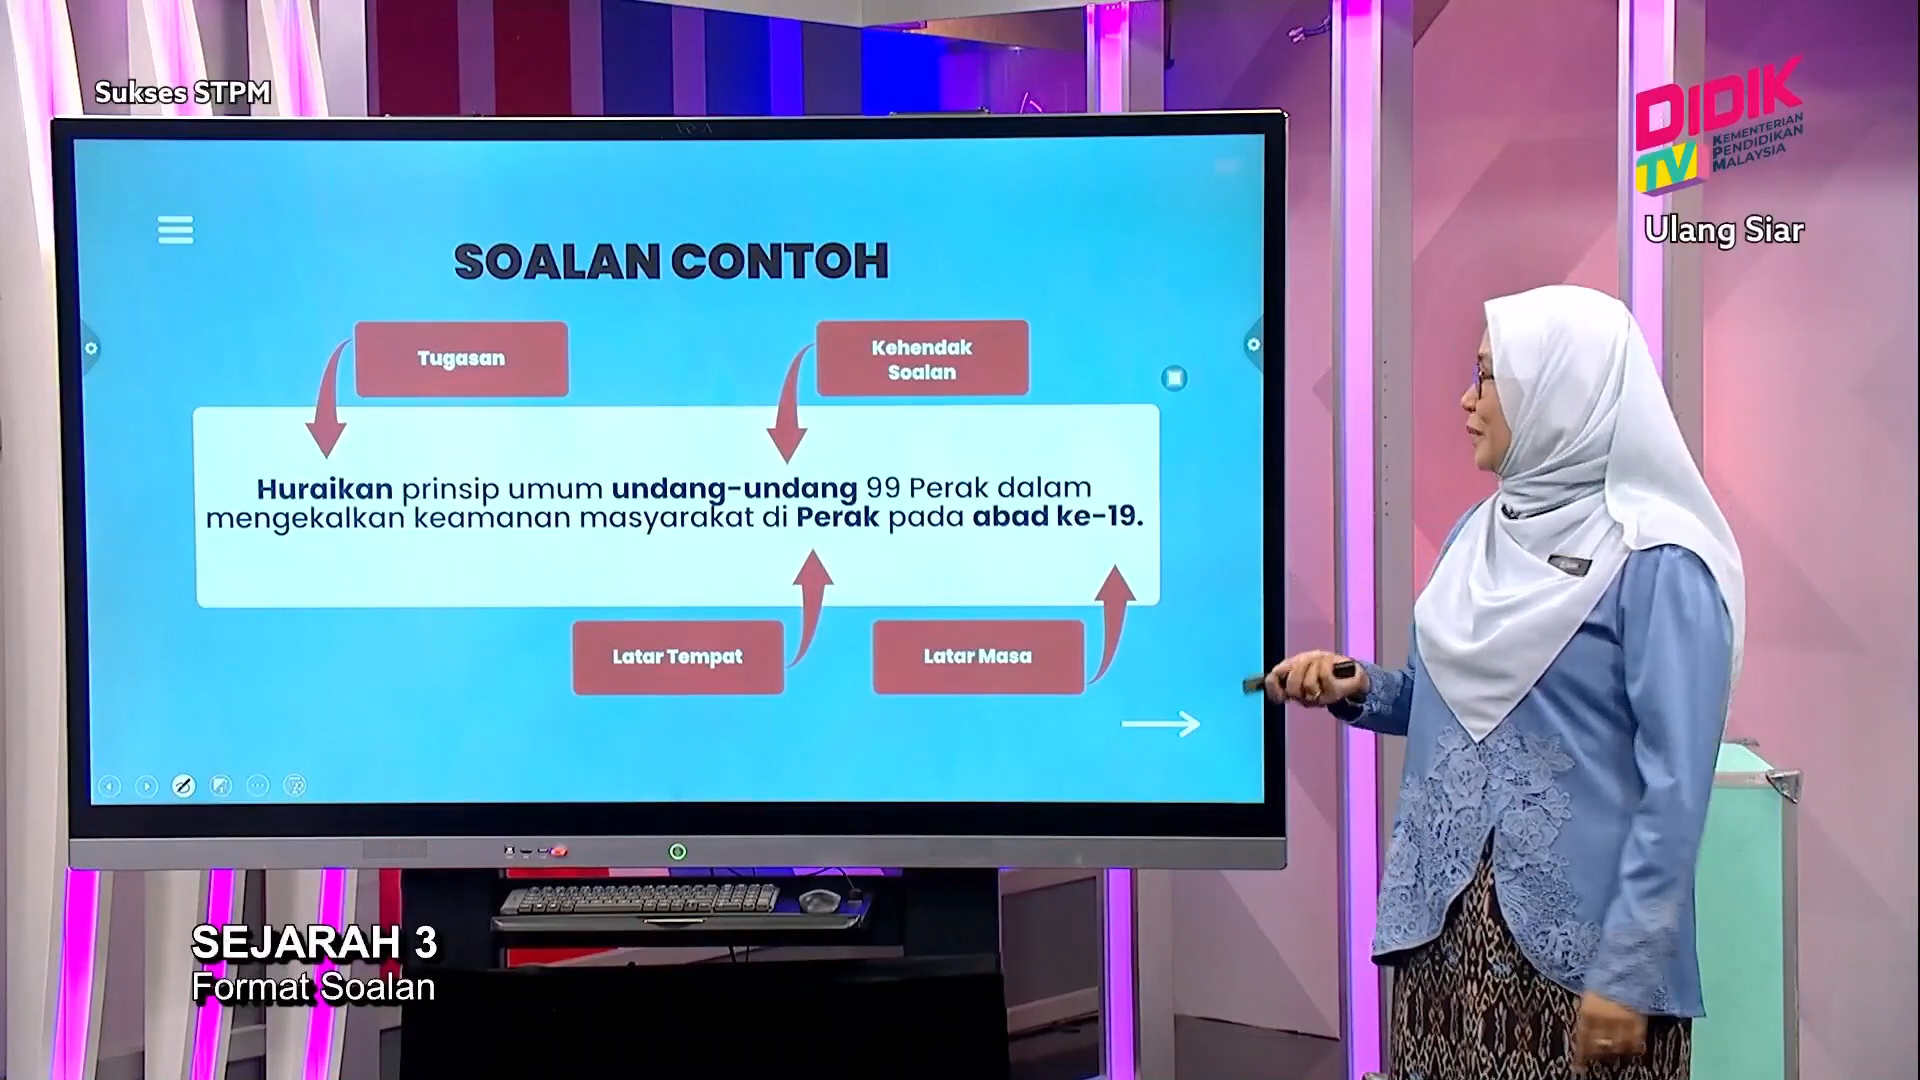 Sukses STPM
DIDIK
TV
KEMENTERIAN
PENDIDIKAN
MALAYSIA
Ulang Siar
SOALAN CONTOH
Tugasan
Kehendak
Soalan
Huraikan prinsip umum undang-undang 99 Perak dalam
mengekalkan keamanan masyarakat di Perak pada abad ke-19.
Latar Tempat
Latar Masa
SEJARAH 3
Format Soalan